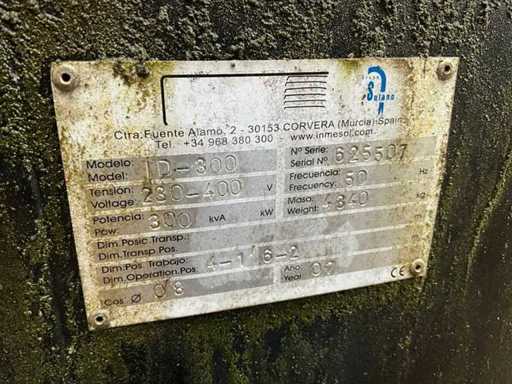 Solano
Ctra.Fuente Alamo, 2 - 30153 CORVERA (Murcia)-Spain
Tel. +34 968 380 300 - www.inmesol.com
Modelo:
Model: ID-300
Nº Serie:
Serial Nº: 625507
Tension:
Voltage: 230-400 V
Frecuencia:
Frecuency: 50 Hz
Potencia:
Pow: 300 kVA kW
Masa:
Weight: 4340 kg
Dim.Posic Transp.:
Dim.Transp.Pos. m
Dim.Pos Trabajo:
Dim.Operation.Pos: 4-1'6-2 m
Cos Ø 0'8
Año
Year 07
CE